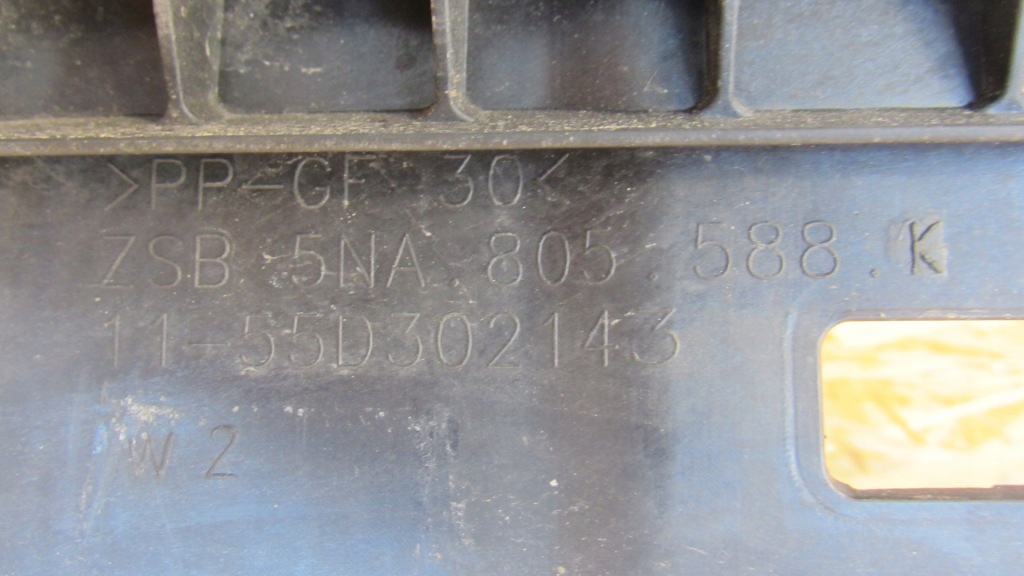 >PP-GF 30<
ZSB 5NA.805.588.K
11-55D302143
W 2